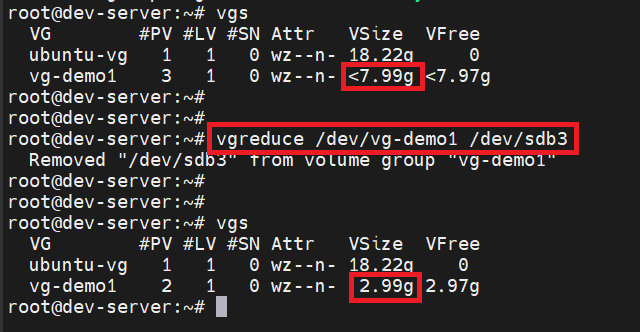 root@dev-server:~# vgs
VG #PV #LV #SN Attr VSize VFree
ubuntu-vg 1 1 0 wz--n- 18.22g 0
vg-demo1 3 1 0 wz--n- <7.99g <7.97g
root@dev-server:~#
root@dev-server:~#
root@dev-server:~# vgreduce /dev/vg-demo1 /dev/sdb3
Removed "/dev/sdb3" from volume group "vg-demo1"
root@dev-server:~#
root@dev-server:~#
root@dev-server:~# vgs
VG #PV #LV #SN Attr VSize VFree
ubuntu-vg 1 1 0 wz--n- 18.22g 0
vg-demo1 2 1 0 wz--n- 2.99g 2.97g
root@dev-server:~#